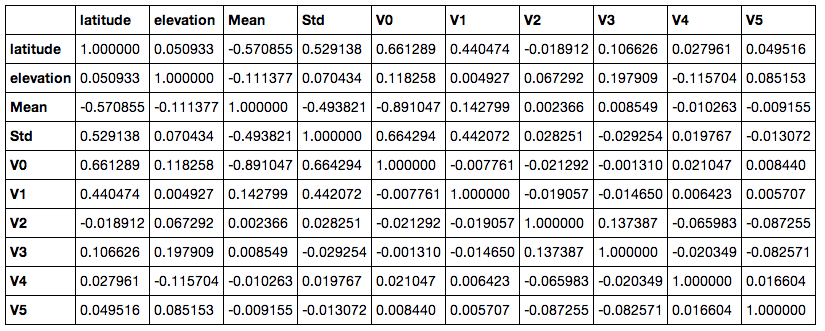 latitude elevation Mean Std V0 V1 V2 V3 V4 V5
latitude 1.000000 0.050933 -0.570855 0.529138 0.661289 0.440474 -0.018912 0.106626 0.027961 0.049516
elevation 0.050933 1.000000 -0.111377 0.070434 0.118258 0.004927 0.067292 0.197909 -0.115704 0.085153
Mean -0.570855 -0.111377 1.000000 -0.493821 -0.891047 0.142799 0.002366 0.008549 -0.010263 -0.009155
Std 0.529138 0.070434 -0.493821 1.000000 0.664294 0.442072 0.028251 -0.029254 0.019767 -0.013072
V0 0.661289 0.118258 -0.891047 0.664294 1.000000 -0.007761 -0.021292 -0.001310 0.021047 0.008440
V1 0.440474 0.004927 0.142799 0.442072 -0.007761 1.000000 -0.019057 -0.014650 0.006423 0.005707
V2 -0.018912 0.067292 0.002366 0.028251 -0.021292 -0.019057 1.000000 0.137387 -0.065983 -0.087255
V3 0.106626 0.197909 0.008549 -0.029254 -0.001310 -0.014650 0.137387 1.000000 -0.020349 -0.082571
V4 0.027961 -0.115704 -0.010263 0.019767 0.021047 0.006423 -0.065983 -0.020349 1.000000 0.016604
V5 0.049516 0.085153 -0.009155 -0.013072 0.008440 0.005707 -0.087255 -0.082571 0.016604 1.000000